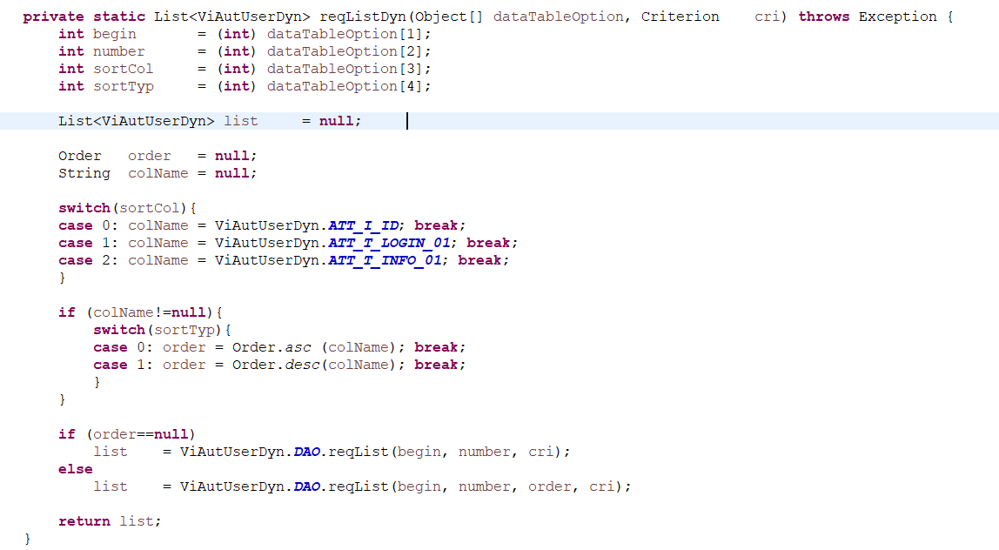 private static List<ViAutUserDyn> reqListDyn(Object[] dataTableOption, Criterion    cri) throws Exception {
    int begin       = (int) dataTableOption[1];
    int number      = (int) dataTableOption[2];
    int sortCol     = (int) dataTableOption[3];
    int sortTyp     = (int) dataTableOption[4];
    List<ViAutUserDyn> list     = null;
    Order   order   = null;
    String  colName = null;
    switch(sortCol){
    case 0: colName = ViAutUserDyn.ATT_I_ID; break;
    case 1: colName = ViAutUserDyn.ATT_T_LOGIN_01; break;
    case 2: colName = ViAutUserDyn.ATT_T_INFO_01; break;
    }
    if (colName!=null){
        switch(sortTyp){
        case 0: order = Order.asc (colName); break;
        case 1: order = Order.desc(colName); break;
        }
    }
    if (order==null)
        list    = ViAutUserDyn.DAO.reqList(begin, number, cri);
    else
        list    = ViAutUserDyn.DAO.reqList(begin, number, order, cri);
    return list;
}